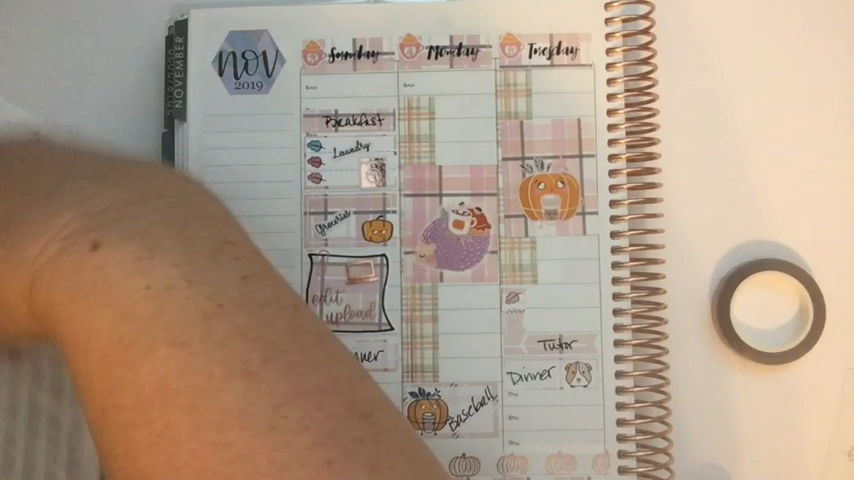 NOVEMBER
nov
2019
Sunday
Monday
Tuesday
Breakfast
Laundry
Groceries
edit
upload
Baseball
Tutor
Dinner